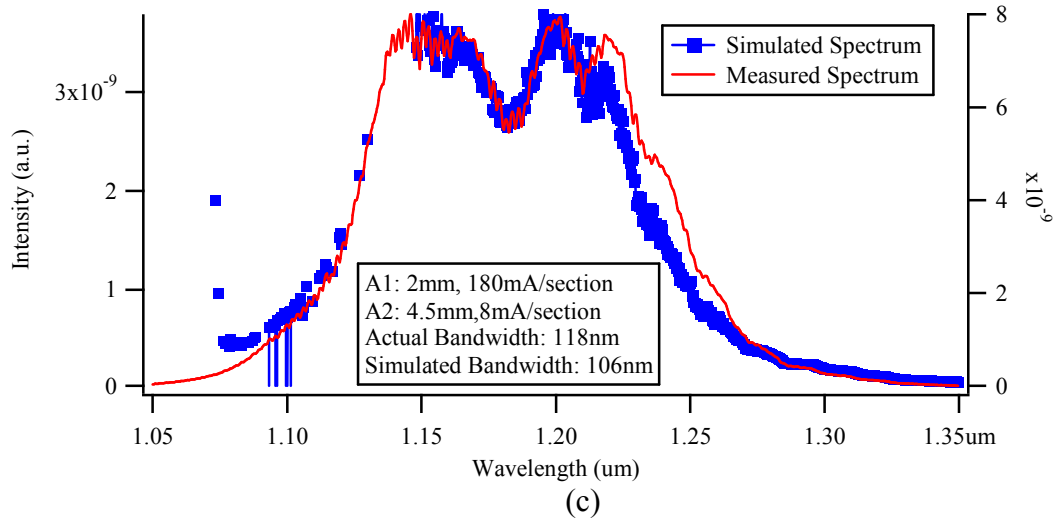 Simulated Spectrum
Measured Spectrum
Intensity (a.u.)
3x10⁻⁹
2
1
0
8
6
4
2
0
x10⁻⁹
A1: 2mm, 180mA/section
A2: 4.5mm,8mA/section
Actual Bandwidth: 118nm
Simulated Bandwidth: 106nm
1.05 1.10 1.15 1.20 1.25 1.30 1.35um
Wavelength (um)
(c)